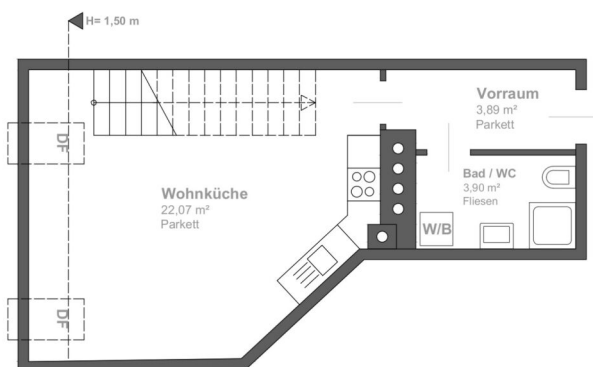 H= 1,50 m
Vorraum
3,89 m²
Parkett
DF
Bad / WC
3,90 m²
Fliesen
Wohnküche
22,07 m²
Parkett
W/B
DF